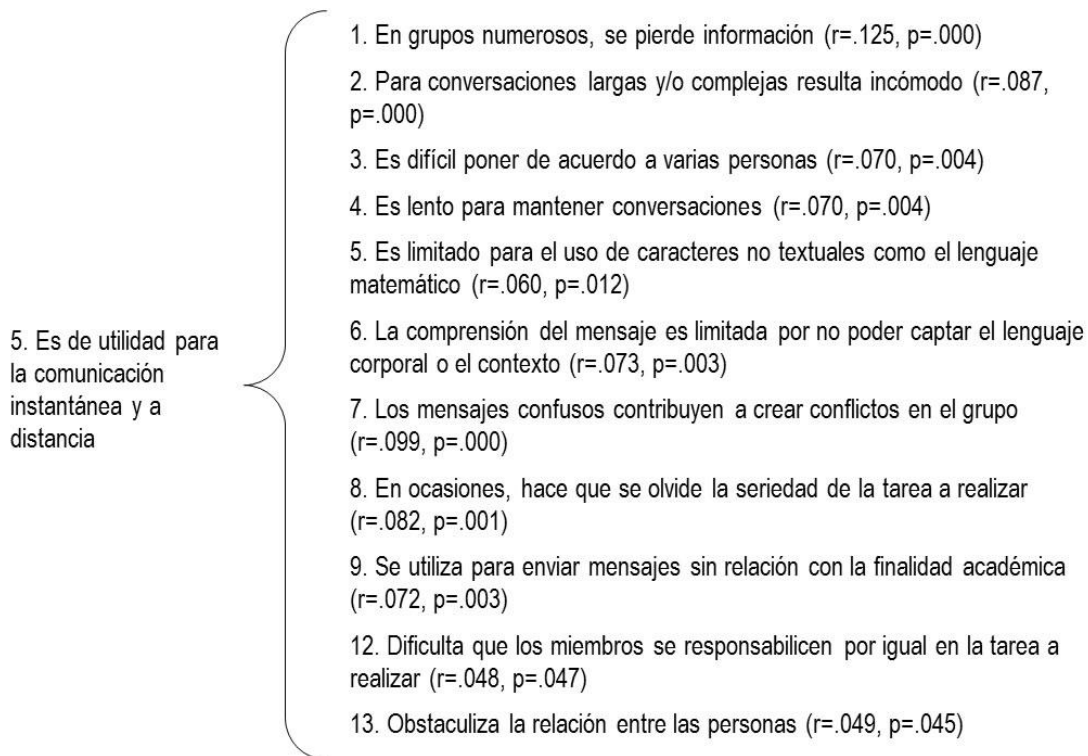 5. Es de utilidad para
la comunicación
instantánea y a
distancia
1. En grupos numerosos, se pierde información (r=.125, p=.000)
2. Para conversaciones largas y/o complejas resulta incómodo (r=.087,
p=.000)
3. Es difícil poner de acuerdo a varias personas (r=.070, p=.004)
4. Es lento para mantener conversaciones (r=.070, p=.004)
5. Es limitado para el uso de caracteres no textuales como el lenguaje
matemático (r=.060, p=.012)
6. La comprensión del mensaje es limitada por no poder captar el lenguaje
corporal o el contexto (r=.073, p=.003)
7. Los mensajes confusos contribuyen a crear conflictos en el grupo
(r=.099, p=.000)
8. En ocasiones, hace que se olvide la seriedad de la tarea a realizar
(r=.082, p=.001)
9. Se utiliza para enviar mensajes sin relación con la finalidad académica
(r=.072, p=.003)
12. Dificulta que los miembros se responsabilicen por igual en la tarea a
realizar (r=.048, p=.047)
13. Obstaculiza la relación entre las personas (r=.049, p=.045)